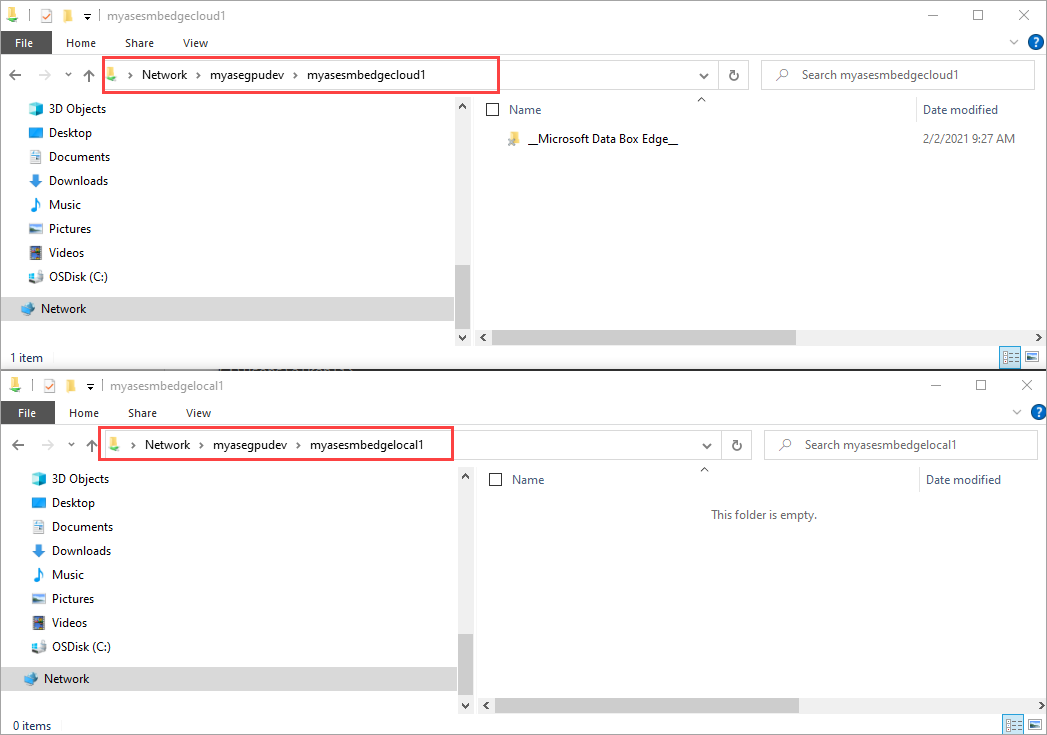 myasesmbedgecloud1
File Home Share View
Network myasegpudev myasesmbedgecloud1 Search myasesmbedgecloud1
3D Objects
Desktop
Documents
Downloads
Music
Pictures
Videos
OSDisk (C:)
Network
Name Date modified
__Microsoft Data Box Edge__ 2/2/2021 9:27 AM
1 item
myasesmbedgelocal1
File Home Share View
Network myasegpudev myasesmbedgelocal1 Search myasesmbedgelocal1
3D Objects
Desktop
Documents
Downloads
Music
Pictures
Videos
OSDisk (C:)
Network
Name Date modified
This folder is empty.
0 items